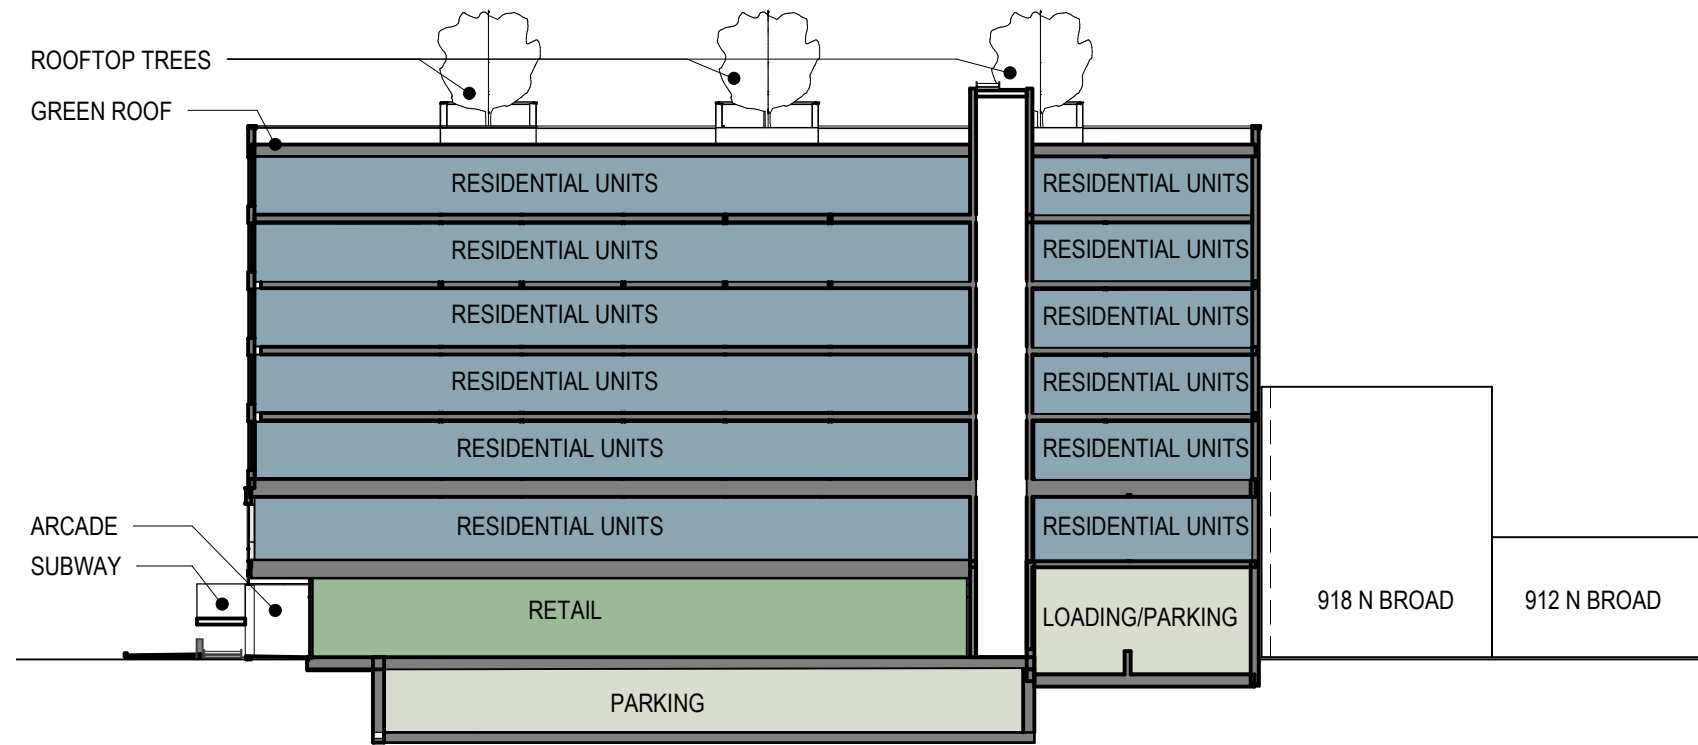 ROOFTOP TREES
GREEN ROOF
RESIDENTIAL UNITS RESIDENTIAL UNITS
RESIDENTIAL UNITS RESIDENTIAL UNITS
RESIDENTIAL UNITS RESIDENTIAL UNITS
RESIDENTIAL UNITS RESIDENTIAL UNITS
RESIDENTIAL UNITS RESIDENTIAL UNITS
ARCADE RESIDENTIAL UNITS RESIDENTIAL UNITS
SUBWAY
RETAIL LOADING/PARKING 918 N BROAD 912 N BROAD
PARKING